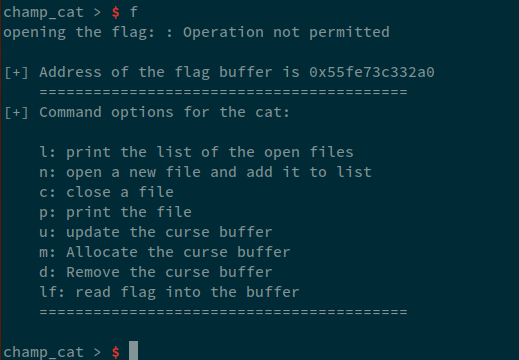 champ_cat > $ f
opening the flag: : Operation not permitted
[+] Address of the flag buffer is 0x55fe73c332a0
=========================================
[+] Command options for the cat:
l: print the list of the open files
n: open a new file and add it to list
c: close a file
p: print the file
u: update the curse buffer
m: Allocate the curse buffer
d: Remove the curse buffer
lf: read flag into the buffer
=========================================
champ_cat > $